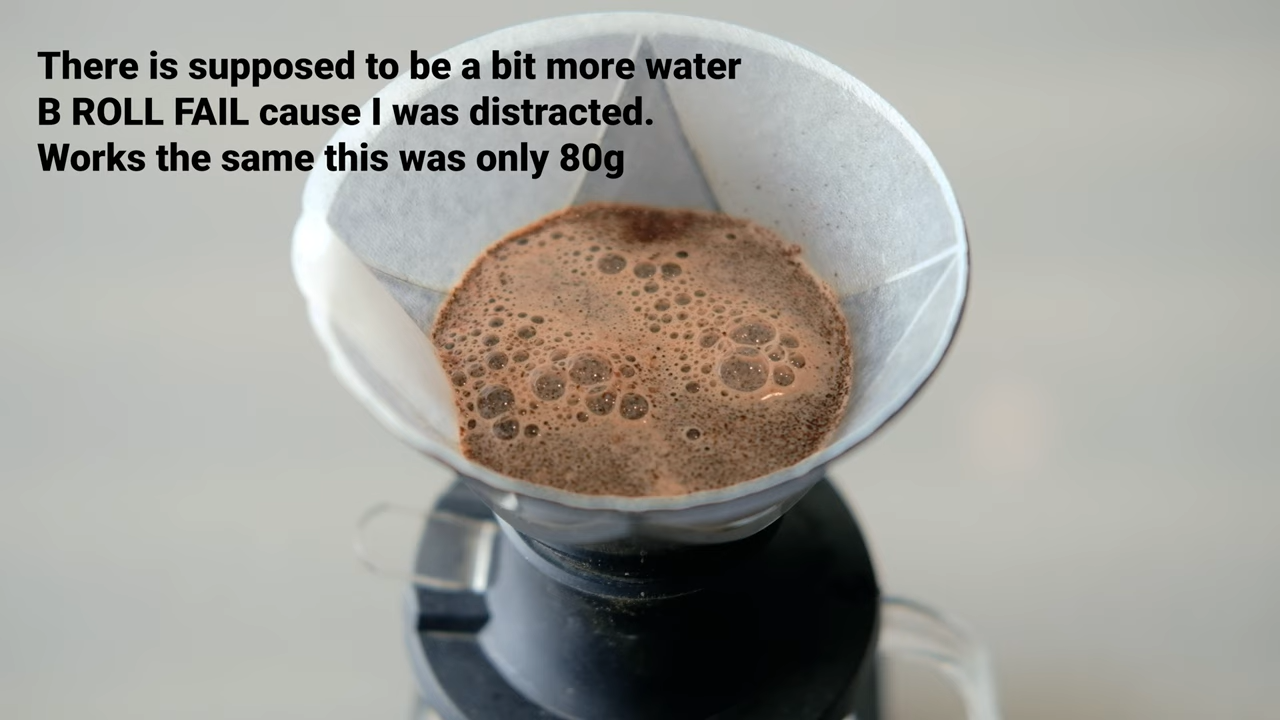 There is supposed to be a bit more water
B ROLL FAIL cause I was distracted.
Works the same this was only 80g